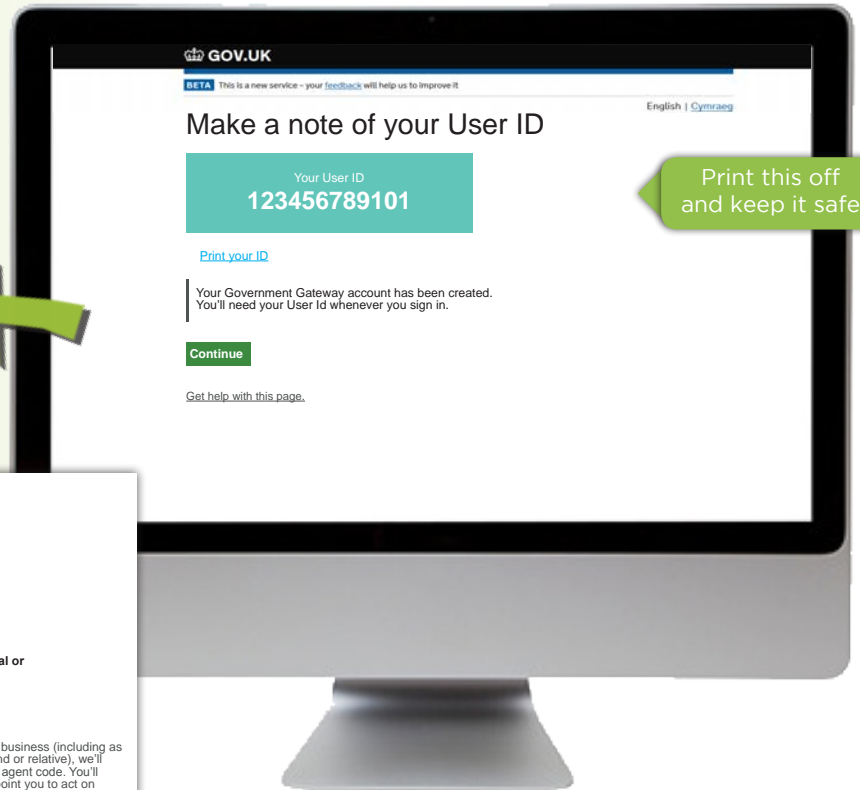 GOV.UK
BETA This is a new service – your feedback will help us to improve it
English | Cymraeg
Make a note of your User ID
Your User ID
123456789101
Print this off
and keep it safe
Print your ID
Your Government Gateway account has been created.
You'll need your User Id whenever you sign in.
Continue
Get help with this page.
al or
business (including as
nd or relative), we'll
agent code. You'll
point you to act on